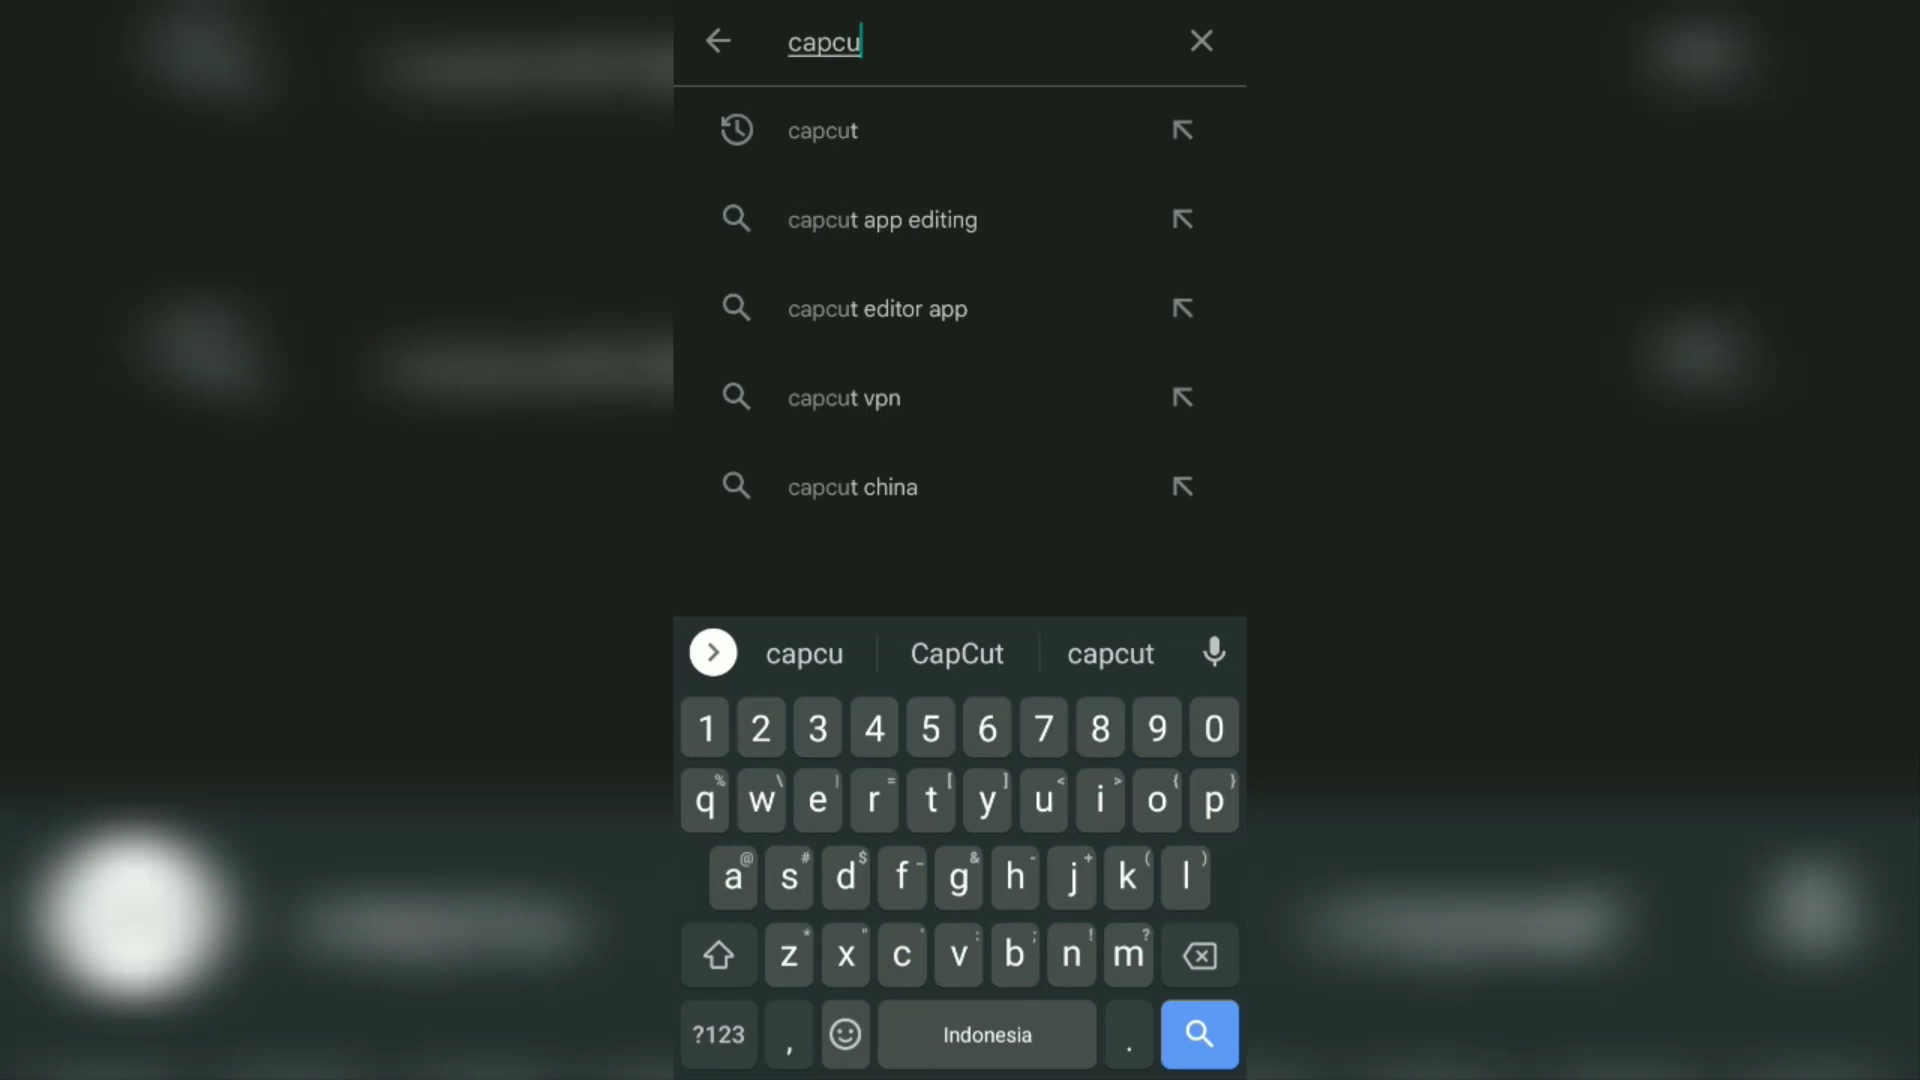 capcu
capcut
capcut app editing
capcut editor app
capcut vpn
capcut china
capcu CapCut capcut
1 2 3 4 5 6 7 8 9 0
q% w\ e| r= t[ y] u< i> o{ p}
a@ s# d$ f_ g& h- j+ k( l)
z* x" c' v: b; n! m?
?123 , Indonesia .